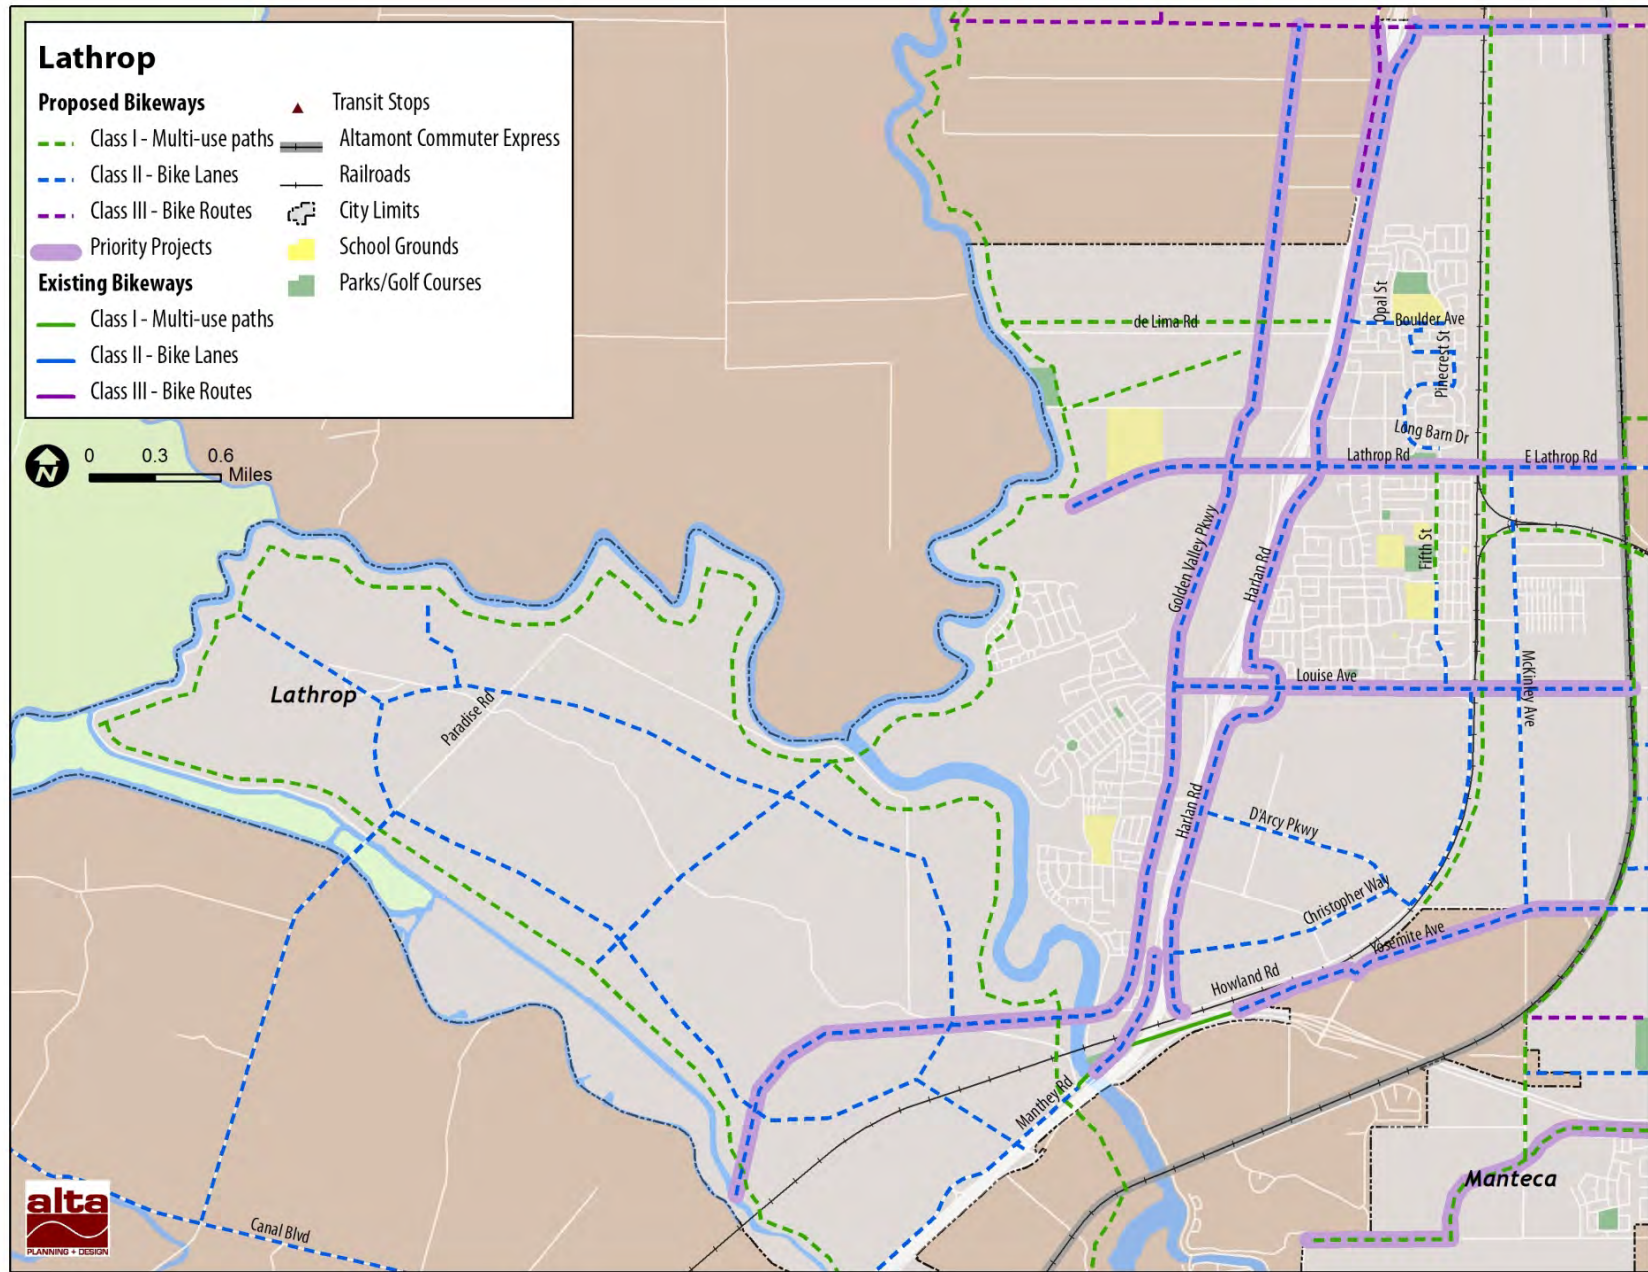 Lathrop
Proposed Bikeways
Class I - Multi-use paths
Class II - Bike Lanes
Class III - Bike Routes
Priority Projects
Existing Bikeways
Class I - Multi-use paths
Class II - Bike Lanes
Class III - Bike Routes
Transit Stops
Altamont Commuter Express
Railroads
City Limits
School Grounds
Parks/Golf Courses
N
0 0.3 0.6
Miles
de Lima Rd
Opal St
Boulder Ave
Pinecrest St
Long Barn Dr
Lathrop Rd
E Lathrop Rd
Golden Valley Pkwy
Harlan Rd
Fifth St
Louise Ave
McKinley Ave
Lathrop
Paradise Rd
Harlan Rd
D'Arcy Pkwy
Christopher Way
Yosemite Ave
Howland Rd
Manthey Rd
Manteca
Canal Blvd
alta
PLANNING + DESIGN